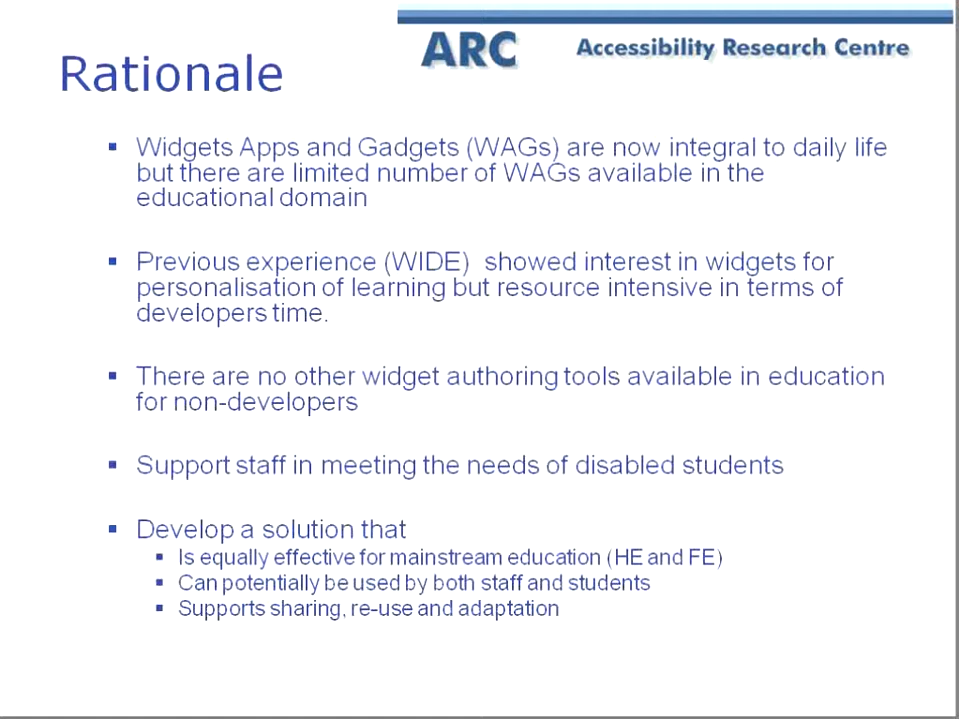 ARC Accessibility Research Centre
Rationale
▪ Widgets Apps and Gadgets (WAGs) are now integral to daily life
but there are limited number of WAGs available in the
educational domain
▪ Previous experience (WIDE)  showed interest in widgets for
personalisation of learning but resource intensive in terms of
developers time.
▪ There are no other widget authoring tools available in education
for non-developers
▪ Support staff in meeting the needs of disabled students
▪ Develop a solution that
▪ Is equally effective for mainstream education (HE and FE)
▪ Can potentially be used by both staff and students
▪ Supports sharing, re-use and adaptation